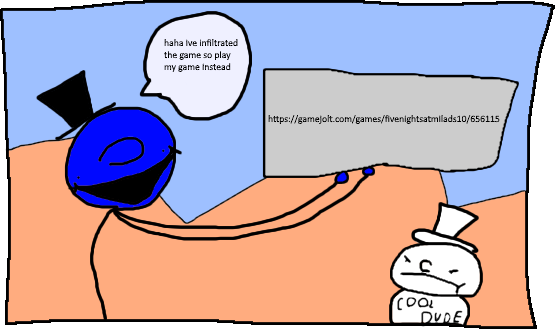 haha Ive infiltrated
the game so play
my game Instead
https://gamejolt.com/games/fivenightsatmilads10/656115
COOL
DUDE